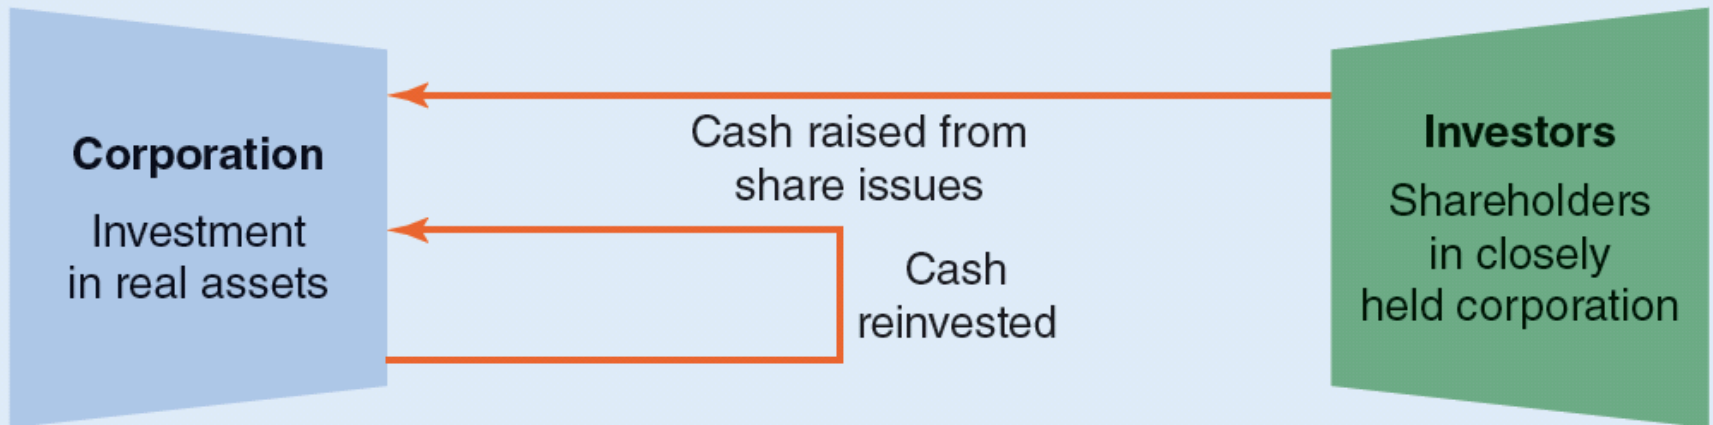 Corporation
Investment
in real assets
Cash raised from
share issues
Cash
reinvested
Investors
Shareholders
in closely
held corporation